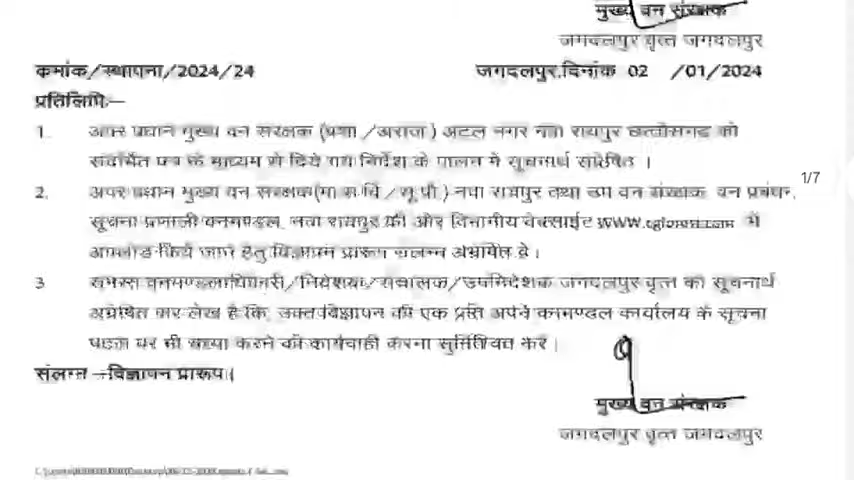 मुख्य वन संरक्षक
जगदलपुर वृत्त जगदलपुर
कमांक/स्थापना/2024/24 जगदलपुर,दिनांक 02 /01/2024
प्रतिलिपिः—
1. अपर प्रधान मुख्य वन संरक्षक (प्रशा /अराज ) अटल नगर नवा रायपुर छत्तीसगढ़ को
संदर्भित पत्र के माध्यम से दिये गये निर्देश के पालन में सूचनार्थ संप्रेषित ।
1/7
2. अपर प्रधान मुख्य वन संरक्षक नवा रायपुर तथा उप वन संरक्षक वन प्रबंधन,
सूचना प्रणाली वनमण्डल, नवा रायपुर की ओर विभागीय वेबसाईट में
अपलोड किये जाने हेतु विज्ञापन प्रारूप संलग्न अग्रेषित है ।
3 समस्त वनमण्डलाधिकारी/निदेशक/संचालक/उपनिदेशक जगदलपुर वृत्त को सूचनार्थ
अग्रेषित कर लेख है कि, उक्त विज्ञापन की एक प्रति अपने वनमण्डल कार्यालय के सूचना
पटल पर भी चस्पा करने की कार्यवाही करना सुनिश्चित करें ।
संलग्न –विज्ञापन प्रारूप ।
मुख्य वन संरक्षक
जगदलपुर वृत्त जगदलपुर